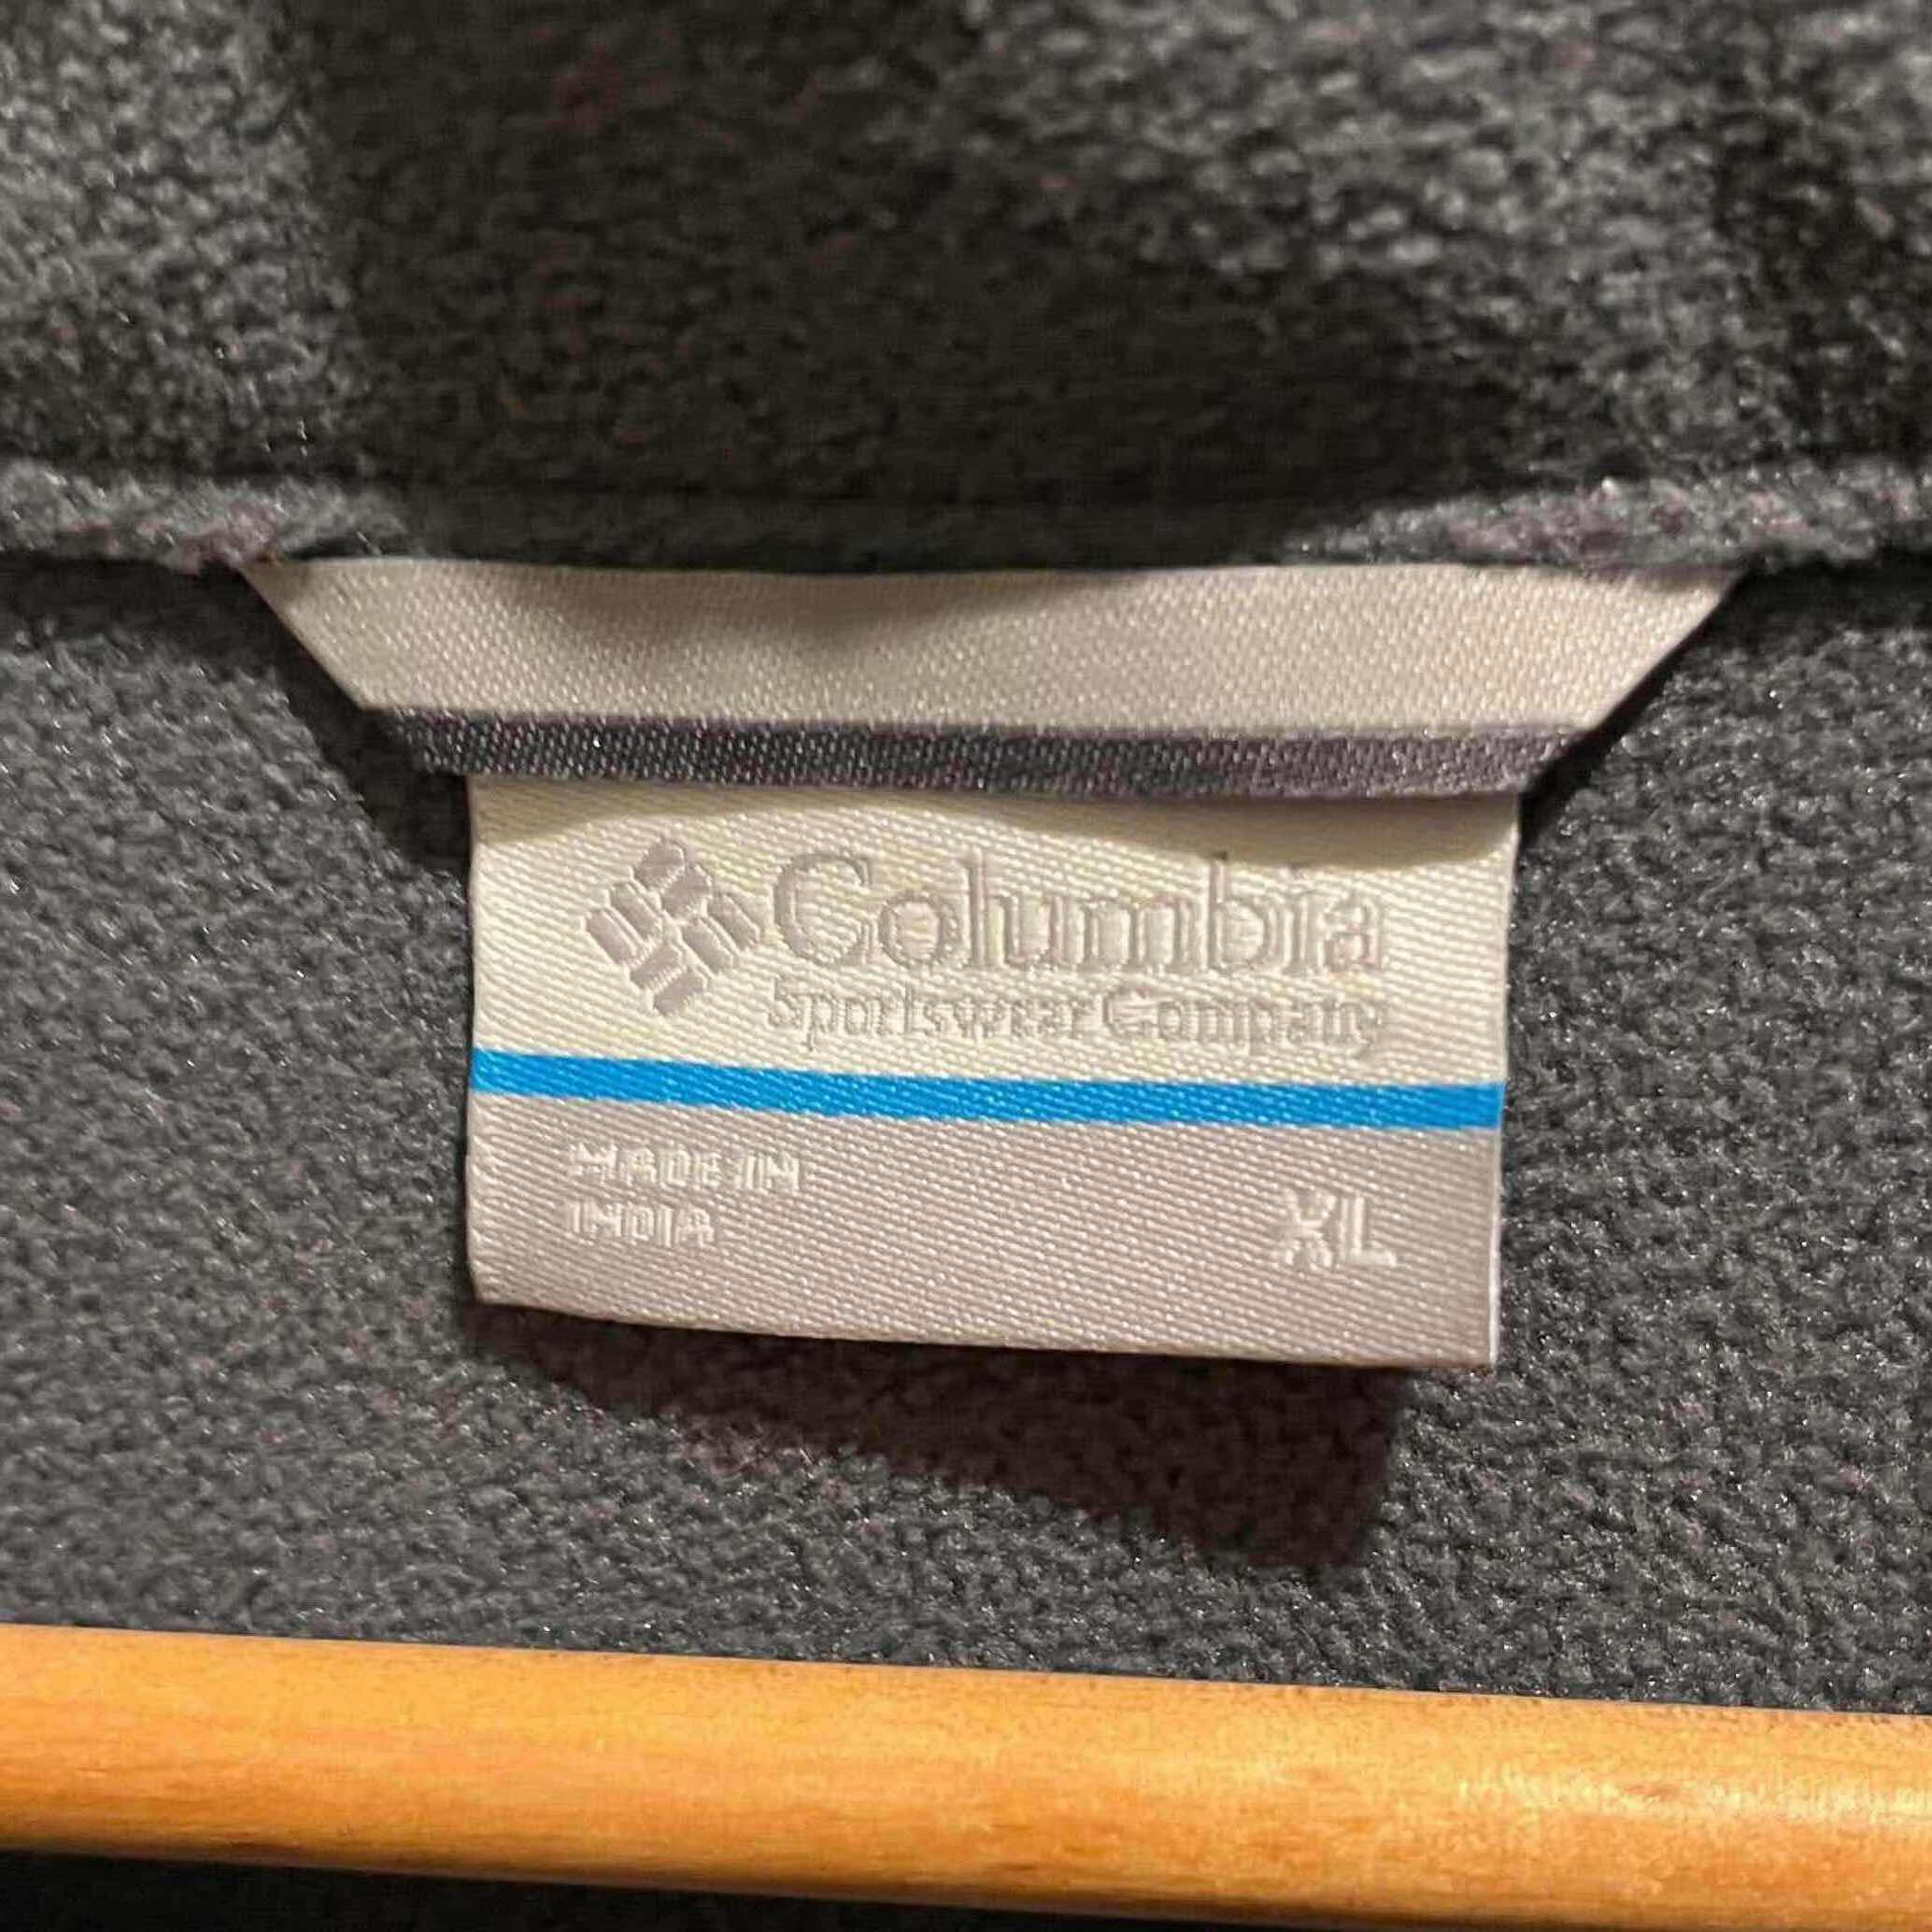 Columbia
Sportswear Company
MADE IN
INDIA
XL